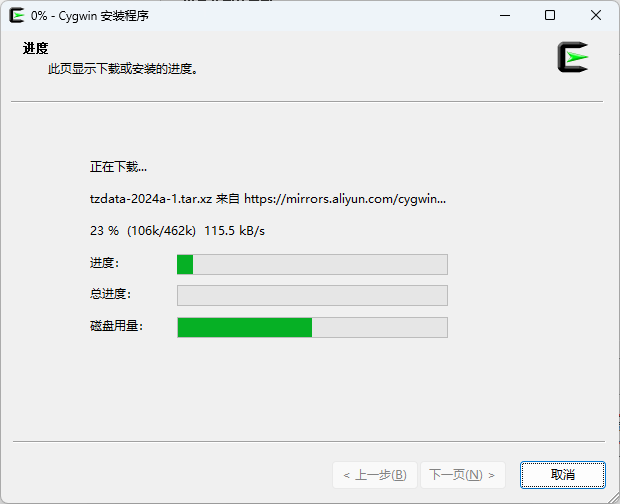 0% - Cygwin 安装程序
进度
此页显示下载或安装的进度。
正在下载...
tzdata-2024a-1.tar.xz 来自 https://mirrors.aliyun.com/cygwin...
23 % (106k/462k) 115.5 kB/s
进度:
总进度:
磁盘用量:
< 上一步(B) 下一页(N) > 取消